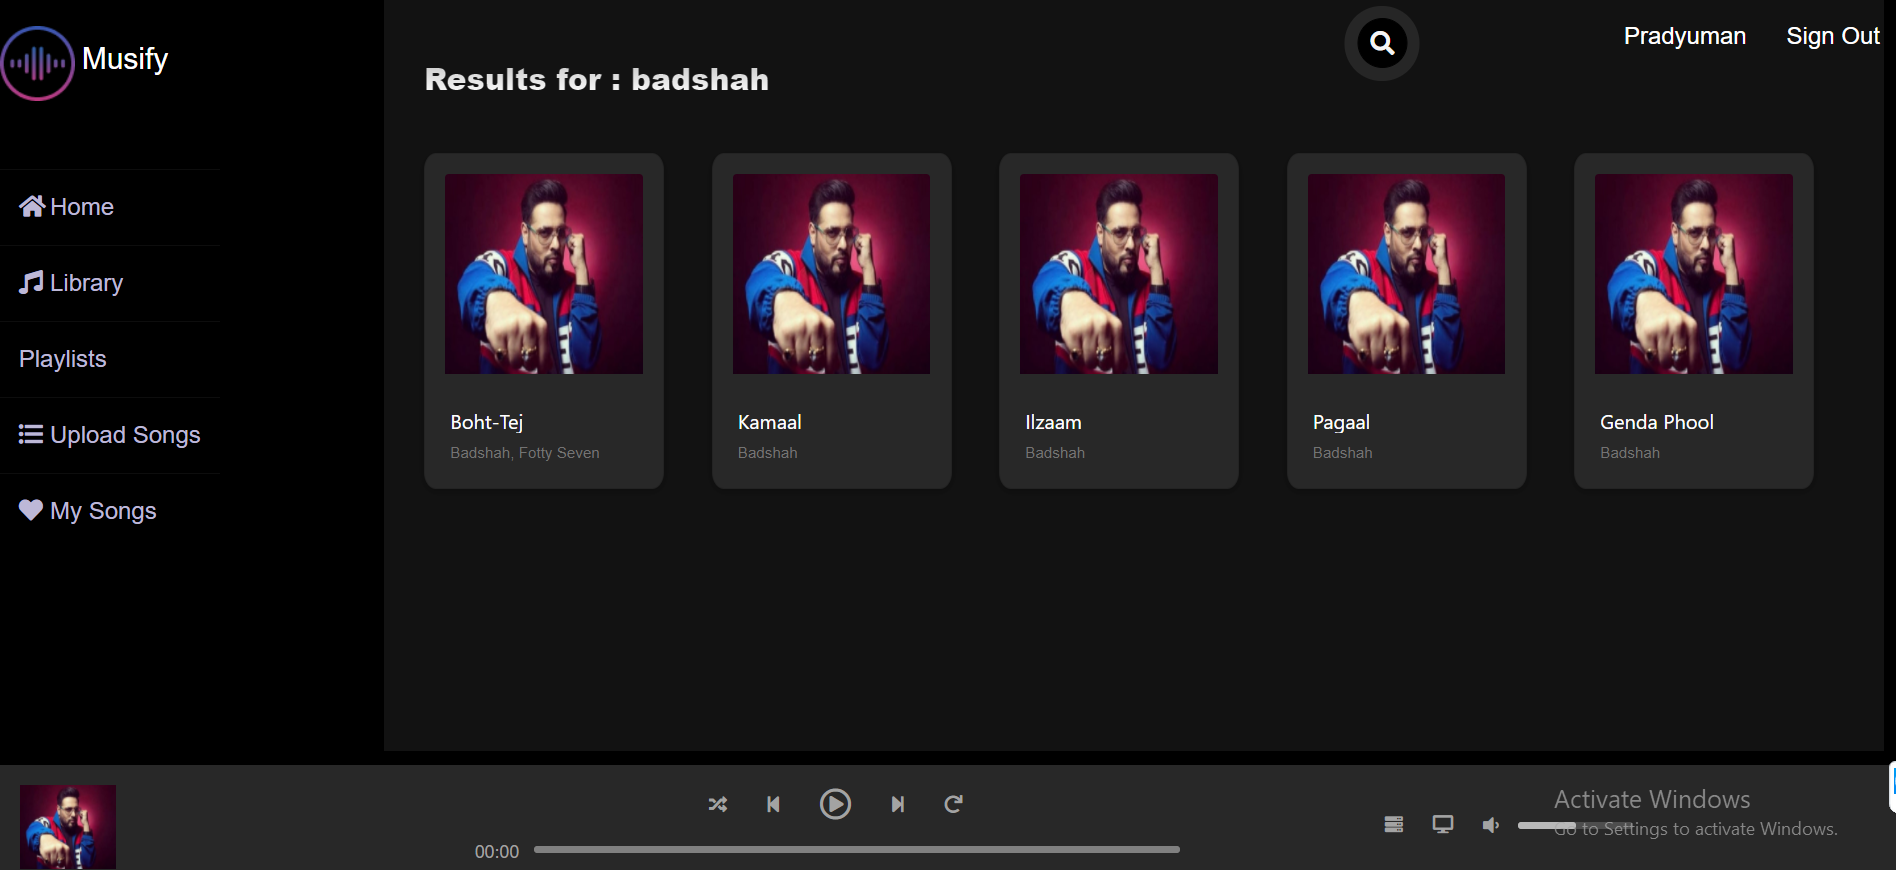 Musify
Pradyuman
Sign Out
Results for : badshah
Home
Library
Playlists
Upload Songs
My Songs
Boht-Tej
Badshah, Fotty Seven
Kamaal
Badshah
Ilzaam
Badshah
Pagaal
Badshah
Genda Phool
Badshah
00:00
Activate Windows
Go to Settings to activate Windows.